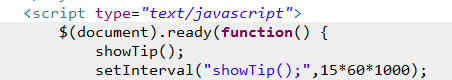 <script type="text/javascript">
$(document).ready(function() {
showTip();
setInterval("showTip();",15*60*1000);